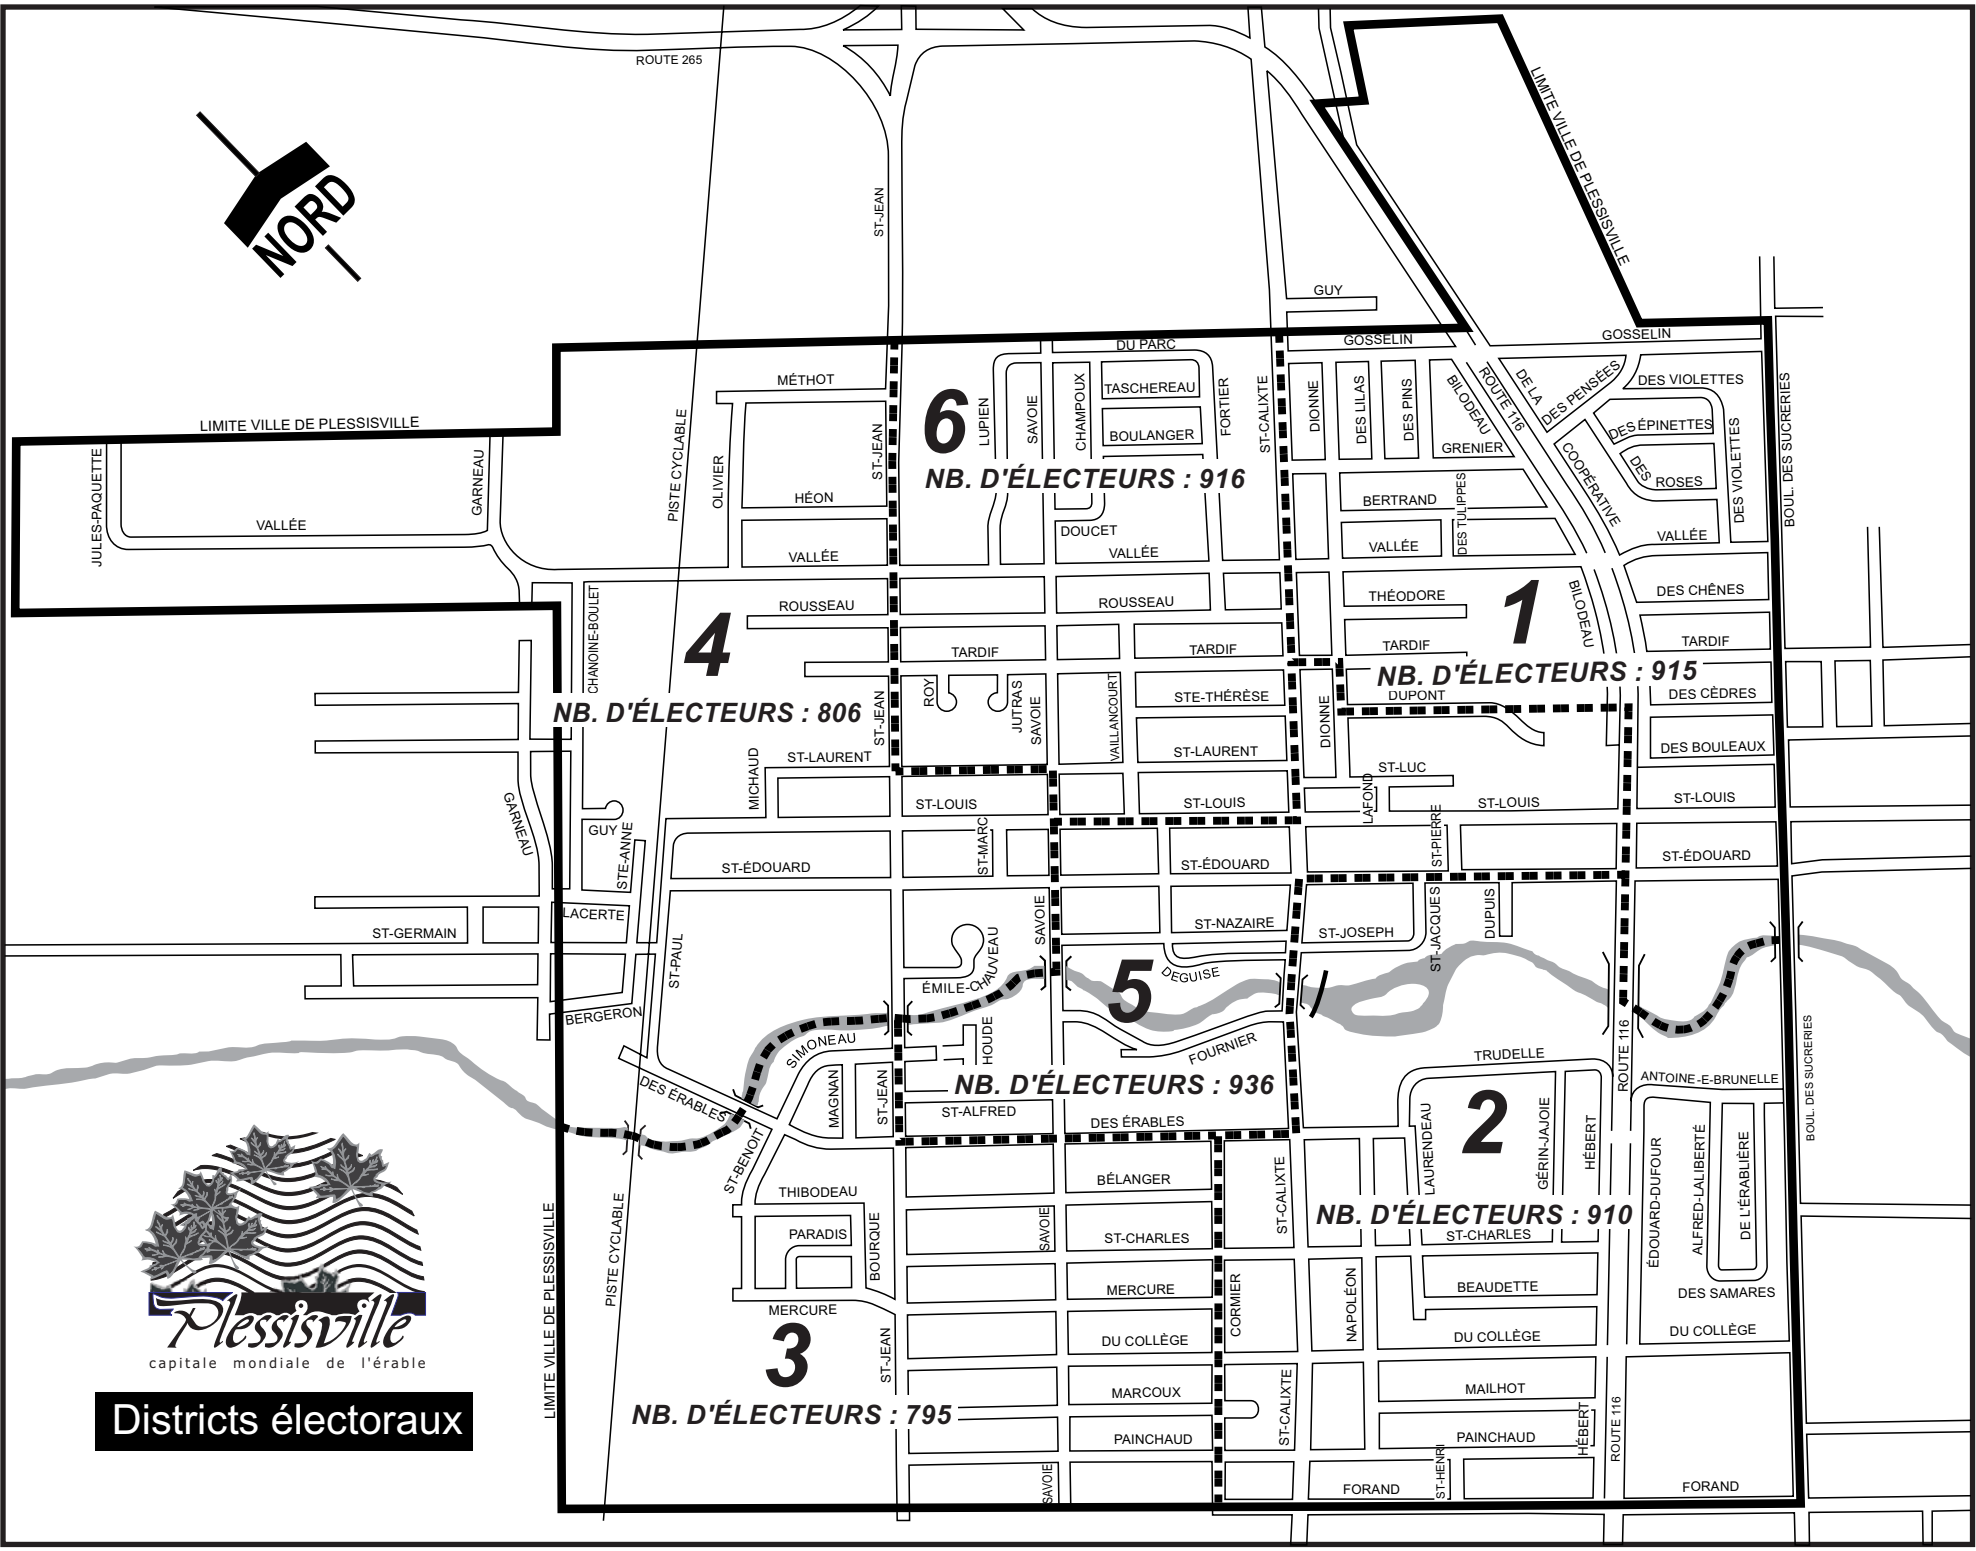 ROUTE 265
NORD
LIMITE VILLE DE PLESSISVILLE
ST-JEAN
GUY
DU PARC
GOSSELIN
GOSSELIN
MÉTHOT
6
LUPIEN
SAVOIE
CHAMPOUX
TASCHEREAU
BOULANGER
FORTIER
ST-CALIXTE
DIONNE
DES LILAS
DES PINS
BILODEAU
GRENIER
ROUTE 116
DE LA
COOPÉRATIVE
DES PENSÉES
DES VIOLETTES
DES ÉPINETTES
DES
ROSES
DES VIOLETTES
BOUL. DES SUCRERIES
LIMITE VILLE DE PLESSISVILLE
JULES-PAQUETTE
VALLÉE
GARNEAU
PISTE CYCLABLE
OLIVIER
ST-JEAN
HÉON
VALLÉE
NB. D'ÉLECTEURS : 916
DOUCET
VALLÉE
BERTRAND
DES TULIPPES
VALLÉE
VALLÉE
CHANOINE-BOULET
ROUSSEAU
ROUSSEAU
THÉODORE
1
BILODEAU
DES CHÊNES
4
TARDIF
TARDIF
TARDIF
TARDIF
NB. D'ÉLECTEURS : 915
NB. D'ÉLECTEURS : 806
ST-JEAN
ROY
JUTRAS
SAVOIE
VAILLANCOURT
STE-THÉRÈSE
DIONNE
DUPONT
DES CÈDRES
MICHAUD
ST-LAURENT
ST-LAURENT
DES BOULEAUX
ST-LUC
GARNEAU
GUY
STE-ANNE
ST-LOUIS
ST-MARC
ST-LOUIS
LAFOND
ST-PIERRE
ST-LOUIS
ST-LOUIS
ST-ÉDOUARD
ST-ÉDOUARD
ST-ÉDOUARD
LACERTE
ST-GERMAIN
ST-PAUL
SAVOIE
ST-NAZAIRE
ST-JOSEPH
ST-JACQUES
DUPUIS
ÉMILE-CHAUVEAU
5
DEGUISE
BERGERON
SIMONEAU
HOUDE
FOURNIER
TRUDELLE
ROUTE 116
BOUL. DES SUCRERIES
DES ÉRABLES
MAGNAN
ST-JEAN
NB. D'ÉLECTEURS : 936
ST-ALFRED
DES ÉRABLES
2
ANTOINE-E-BRUNELLE
ST-BENOIT
LAURENDEAU
GÉRIN-JAJOIE
HÉBERT
ÉDOUARD-DUFOUR
ALFRED-LALIBERTÉ
DE L'ÉRABLIÈRE
THIBODEAU
BÉLANGER
ST-CALIXTE
LIMITE VILLE DE PLESSISVILLE
PISTE CYCLABLE
PARADIS
BOURQUE
SAVOIE
ST-CHARLES
NB. D'ÉLECTEURS : 910
ST-CHARLES
MERCURE
MERCURE
CORMIER
NAPOLÉON
BEAUDETTE
DES SAMARES
3
ST-JEAN
DU COLLÈGE
DU COLLÈGE
DU COLLÈGE
NB. D'ÉLECTEURS : 795
MARCOUX
ST-CALIXTE
MAILHOT
HÉBERT
ROUTE 116
PAINCHAUD
PAINCHAUD
SAVOIE
FORAND
ST-HENRI
FORAND
Plessisville
capitale mondiale de l'érable
Districts électoraux